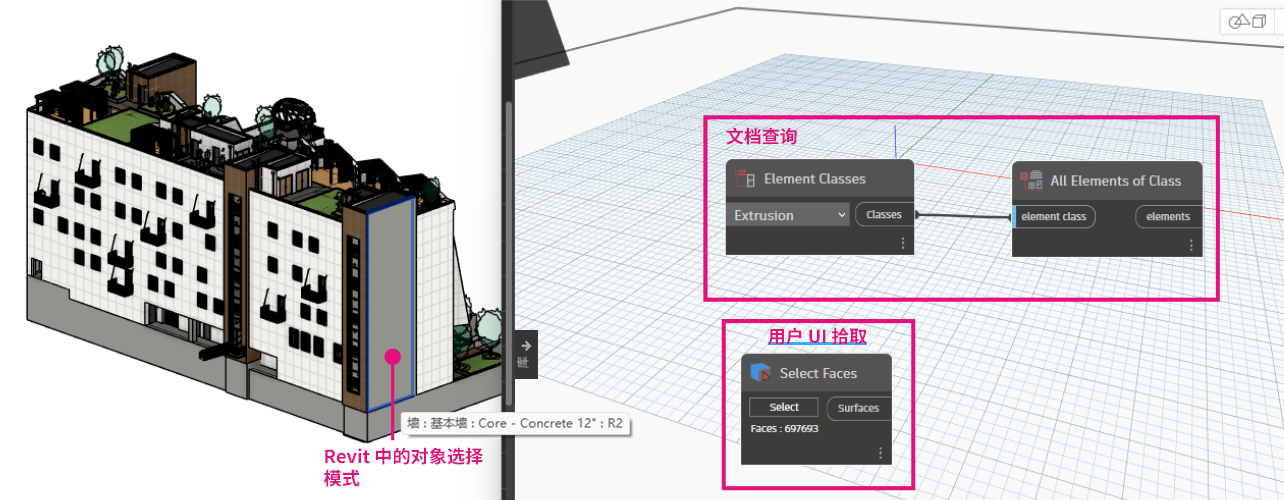 文档查询
Element Classes
Extrusion
Classes
All Elements of Class
element class
elements
用户 UI 拾取
Select Faces
Select
Surfaces
Faces : 697693
墙 : 基本墙 : Core - Concrete 12" : R2
Revit 中的对象选择
模式